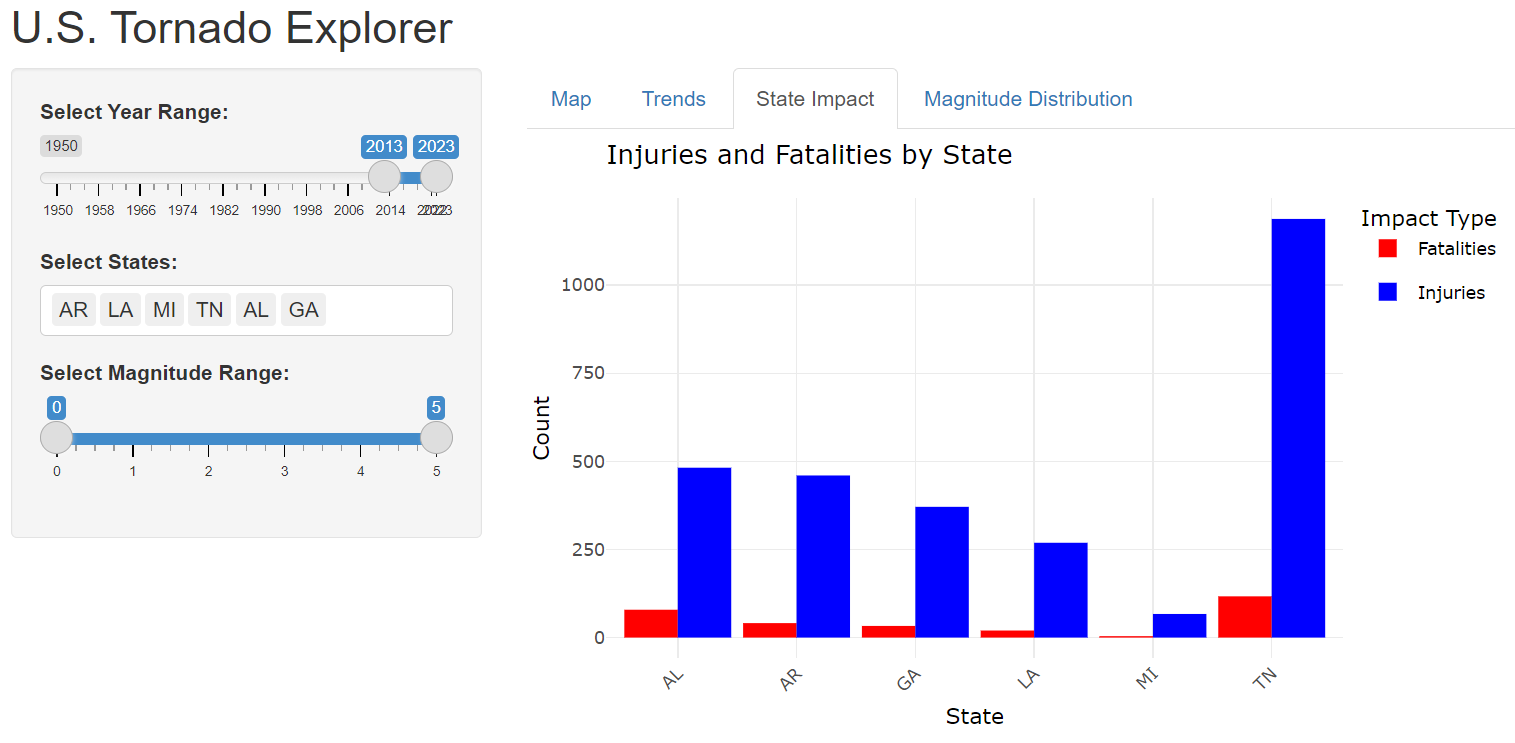 U.S. Tornado Explorer
Select Year Range:
1950 2013 2023
1950 1958 1966 1974 1982 1990 1998 2006 2014 2022 2023
Select States:
AR LA MI TN AL GA
Select Magnitude Range:
0 5
0 1 2 3 4 5
Map Trends State Impact Magnitude Distribution
Injuries and Fatalities by State
Impact Type
Fatalities
Injuries
Count
1000
750
500
250
0
AL AR GA LA MI TN
State